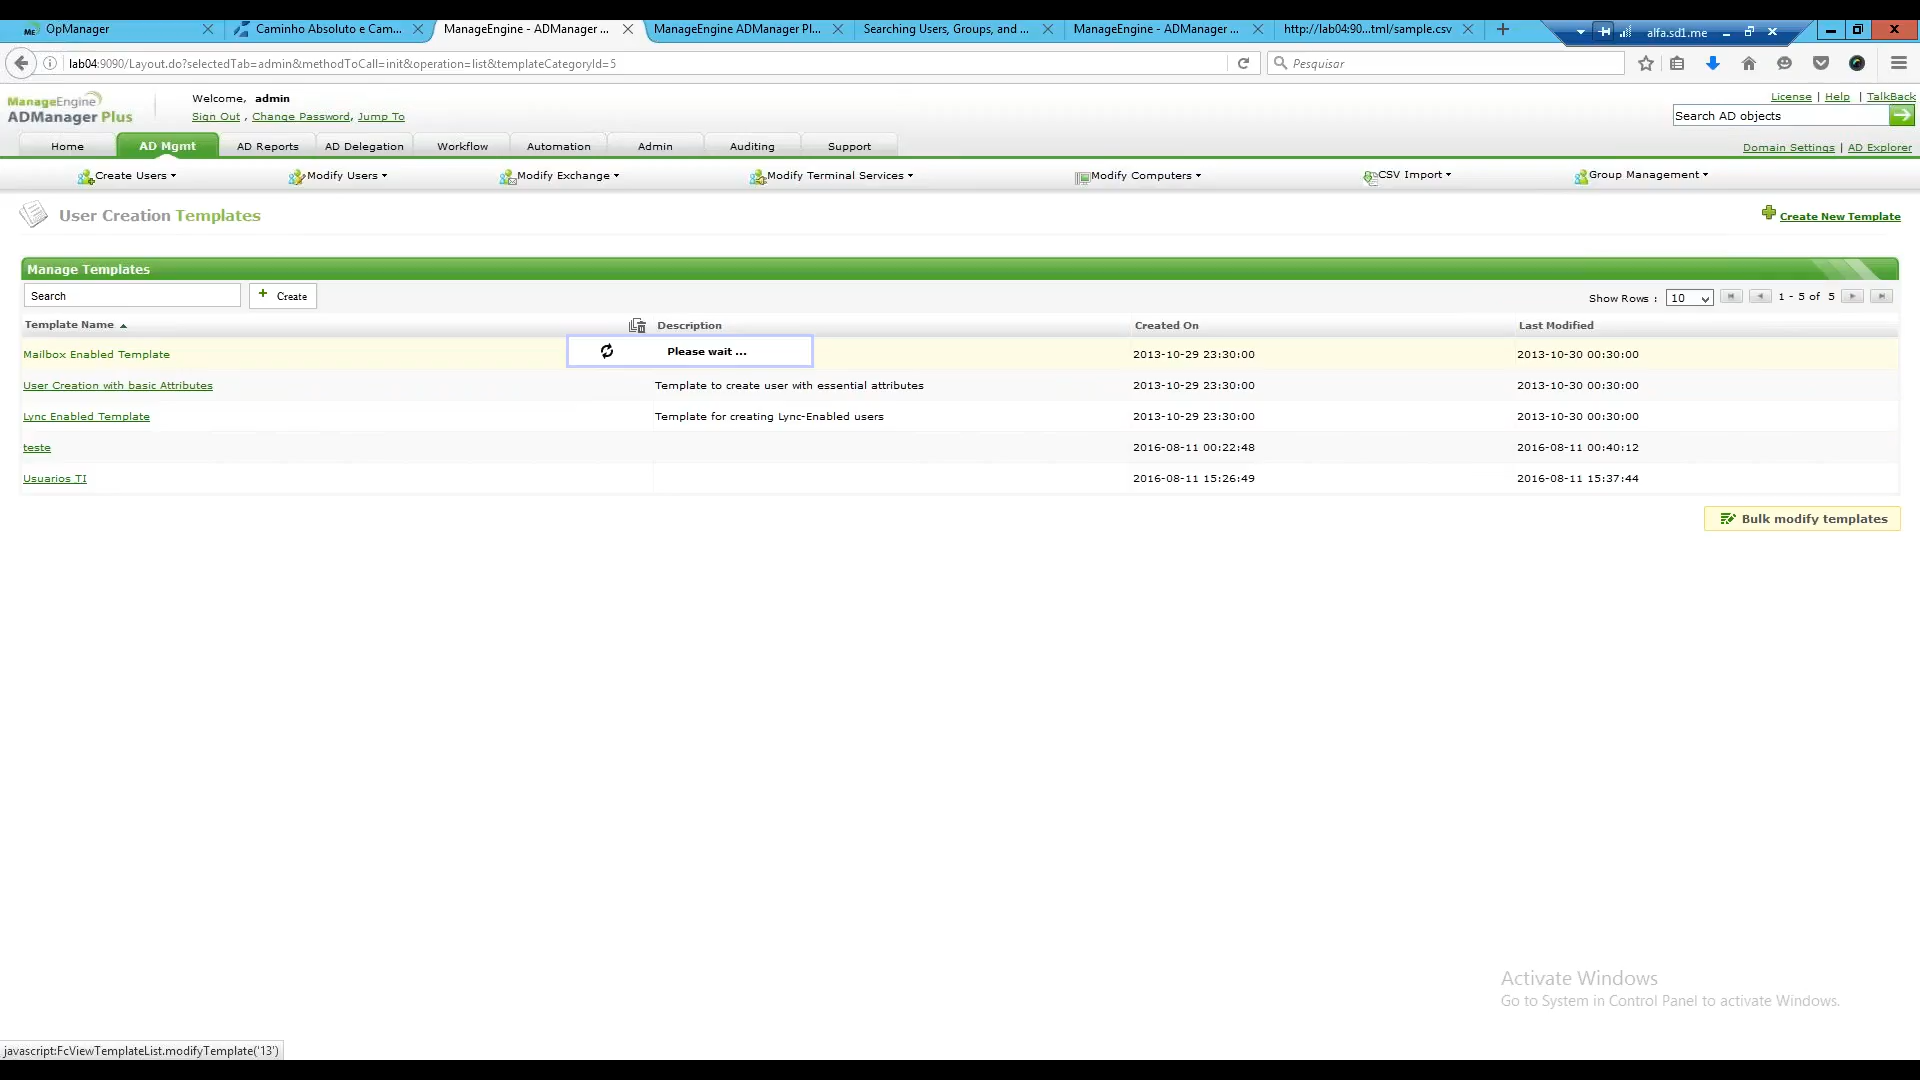 OpManager
Caminho Absoluto e Cam...
ManageEngine - ADManager ...
ManageEngine ADManager Pl...
Searching Users, Groups, and ...
ManageEngine - ADManager ...
http://lab04:90...tml/sample.csv
alfa.sd1.me
lab04:9090/Layout.do?selectedTab=admin&methodToCall=init&operation=list&templateCategoryId=5
Pesquisar
ManageEngine
ADManager Plus
Welcome, admin
Sign Out , Change Password, Jump To
License | Help | TalkBack
Search AD objects
Home
AD Mgmt
AD Reports
AD Delegation
Workflow
Automation
Admin
Auditing
Support
Domain Settings | AD Explorer
Create Users
Modify Users
Modify Exchange
Modify Terminal Services
Modify Computers
CSV Import
Group Management
User Creation Templates
Create New Template
Manage Templates
Search
Create
Show Rows : 10
1 - 5 of 5
Template Name
Description
Created On
Last Modified
Please wait ...
Mailbox Enabled Template
2013-10-29 23:30:00
2013-10-30 00:30:00
User Creation with basic Attributes
Template to create user with essential attributes
2013-10-29 23:30:00
2013-10-30 00:30:00
Lync Enabled Template
Template for creating Lync-Enabled users
2013-10-29 23:30:00
2013-10-30 00:30:00
teste
2016-08-11 00:22:48
2016-08-11 00:40:12
Usuarios TI
2016-08-11 15:26:49
2016-08-11 15:37:44
Bulk modify templates
Activate Windows
Go to System in Control Panel to activate Windows.
javascript:FcViewTemplateList.modifyTemplate('13')